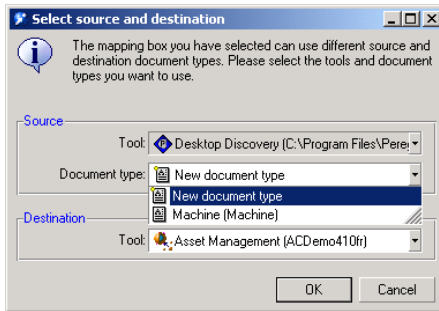 Select source and destination
The mapping box you have selected can use different source and
destination document types. Please select the tools and document
types you want to use.
Source
Tool: Desktop Discovery (C:\Program Files\Pere
Document type: New document type
New document type
Machine (Machine)
Destination
Tool: Asset Management (ACDemo410fr)
OK Cancel